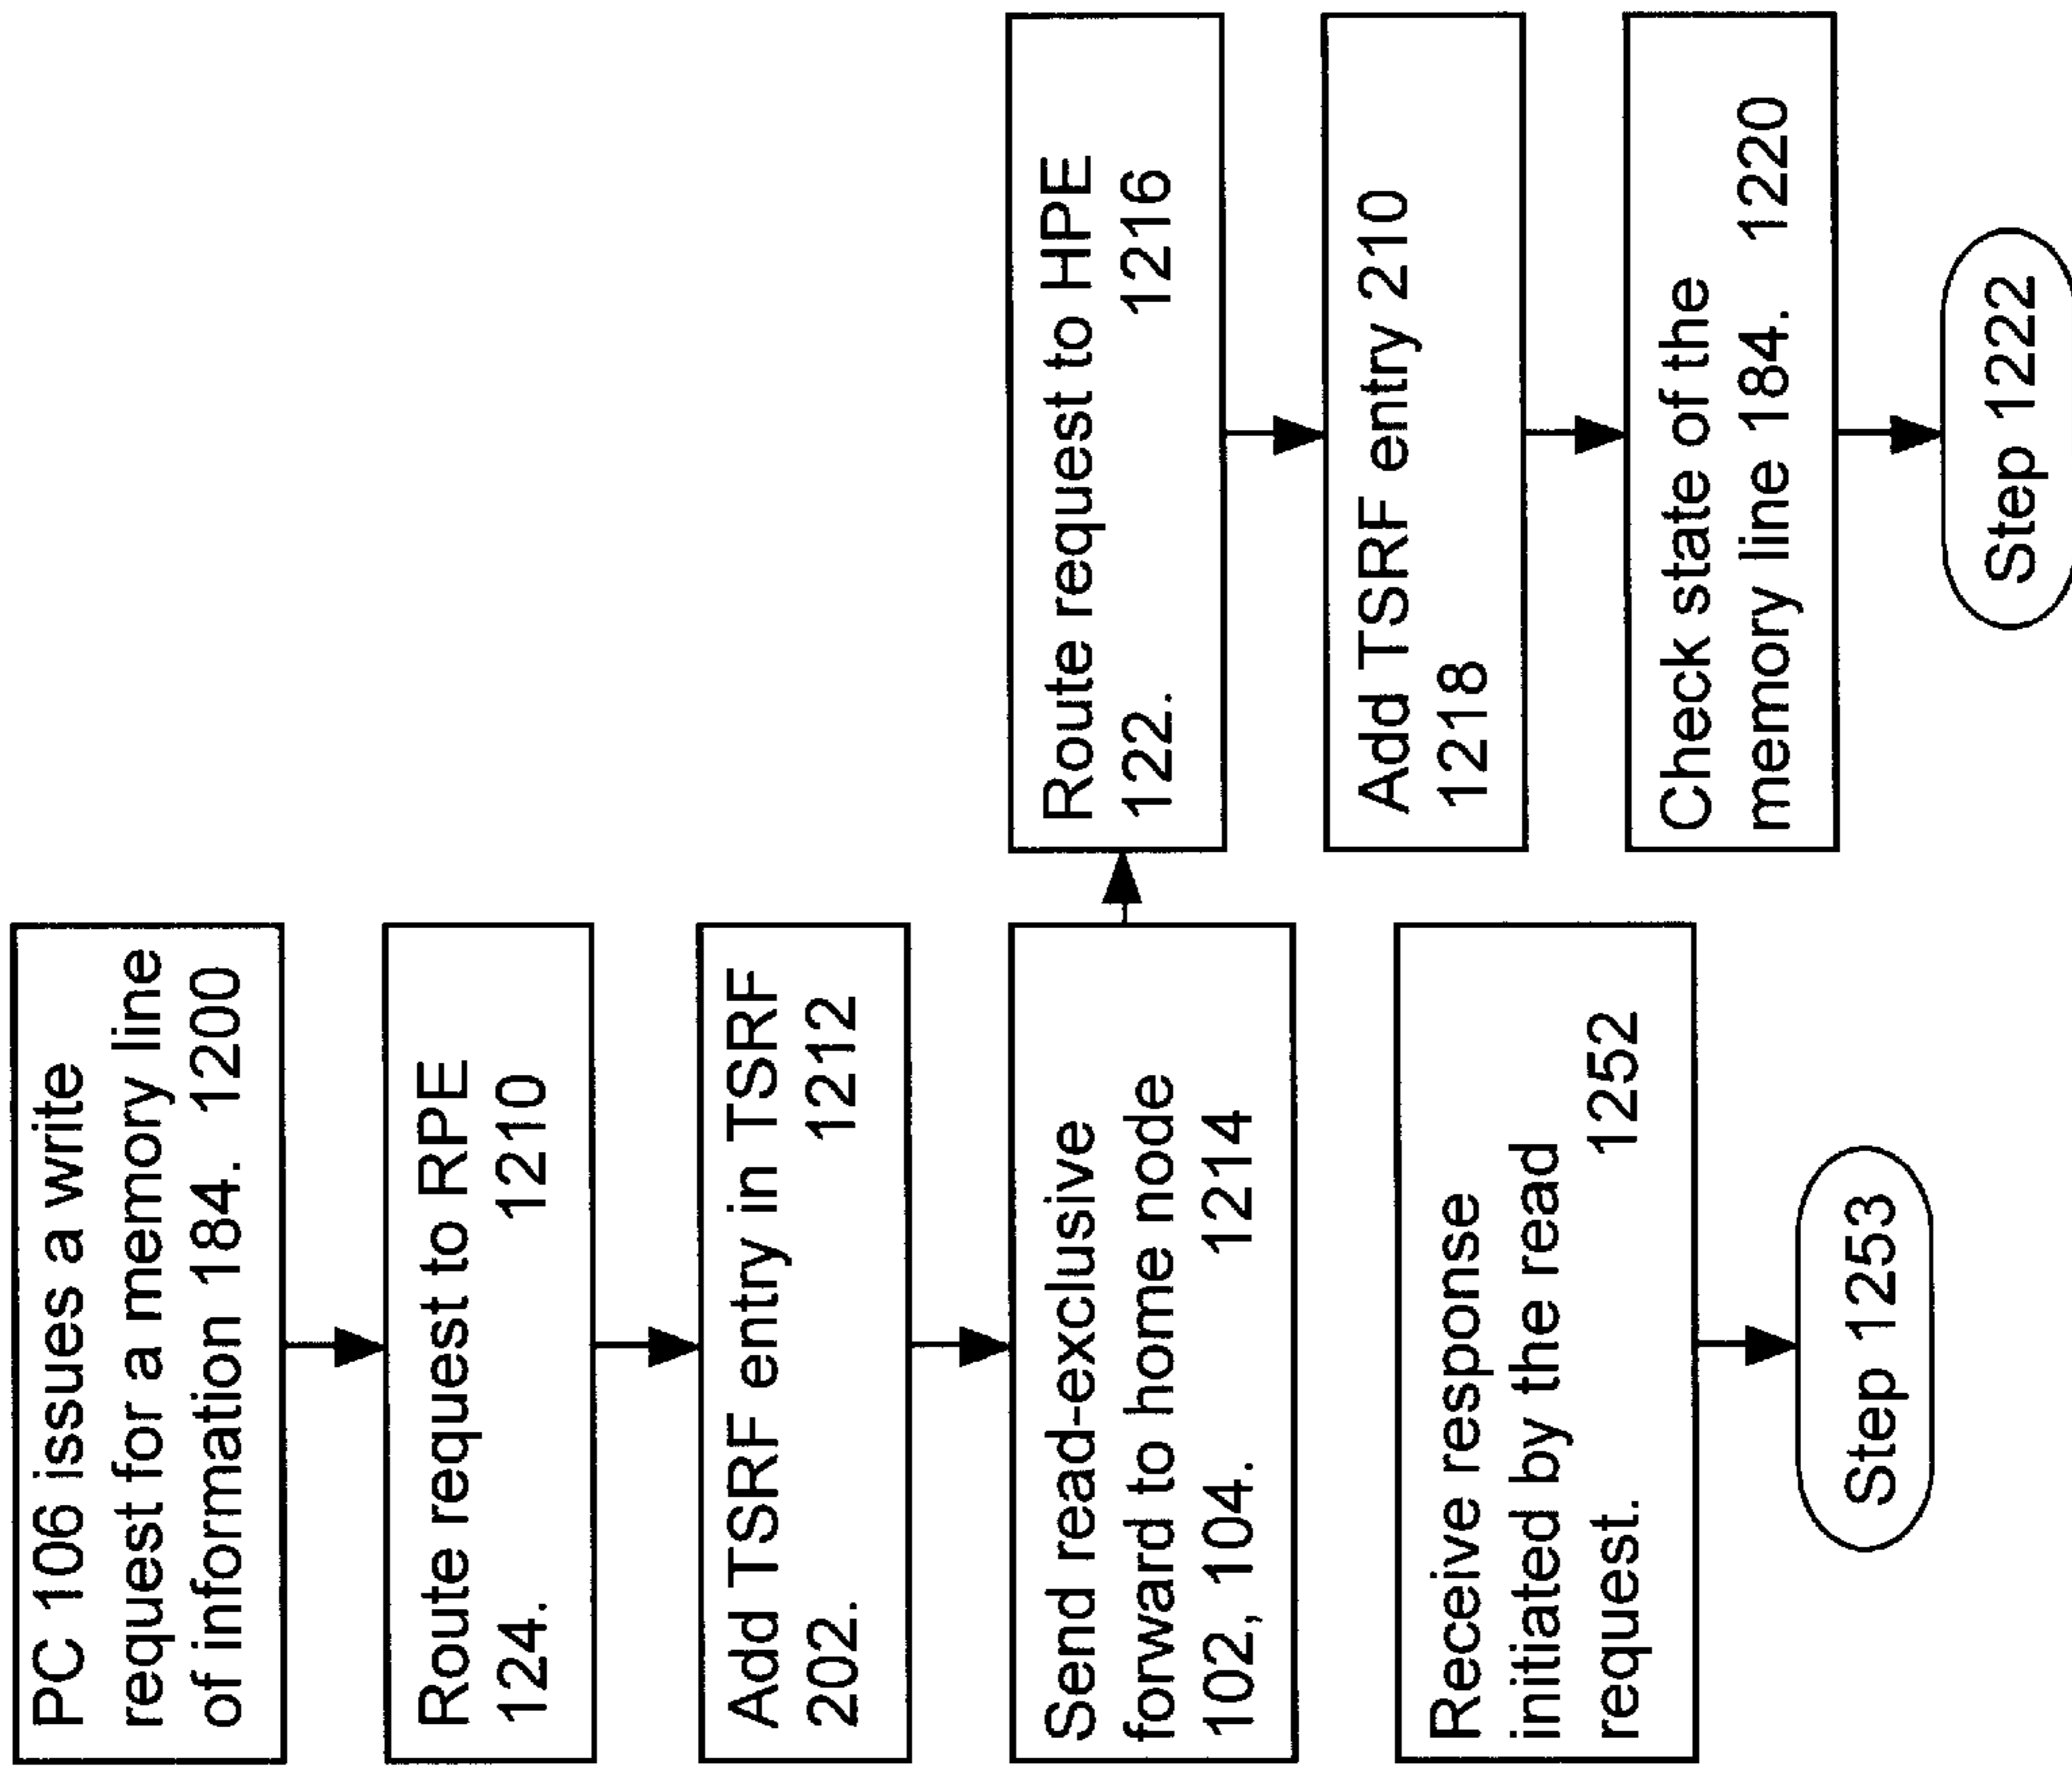 PC 106 issues a write
request for a memory line
of information 184. 1200
Route request to RPE
124. 1210
Add TSRF entry in TSRF
202. 1212
Send read-exclusive
forward to home node
102, 104. 1214
Receive response
initiated by the read
request. 1252
Step 1253
Route request to HPE
122. 1216
Add TSRF entry 210
1218
Check state of the
memory line 184. 1220
Step 1222